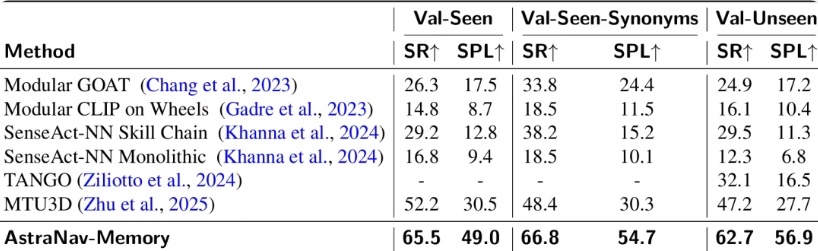 Val-Seen Val-Seen-Synonyms Val-Unseen
Method SR↑ SPL↑ SR↑ SPL↑ SR↑ SPL↑
Modular GOAT (Chang et al., 2023) 26.3 17.5 33.8 24.4 24.9 17.2
Modular CLIP on Wheels (Gadre et al., 2023) 14.8 8.7 18.5 11.5 16.1 10.4
SenseAct-NN Skill Chain (Khanna et al., 2024) 29.2 12.8 38.2 15.2 29.5 11.3
SenseAct-NN Monolithic (Khanna et al., 2024) 16.8 9.4 18.5 10.1 12.3 6.8
TANGO (Ziliotto et al., 2024) - - - - 32.1 16.5
MTU3D (Zhu et al., 2025) 52.2 30.5 48.4 30.3 47.2 27.7
AstraNav-Memory 65.5 49.0 66.8 54.7 62.7 56.9